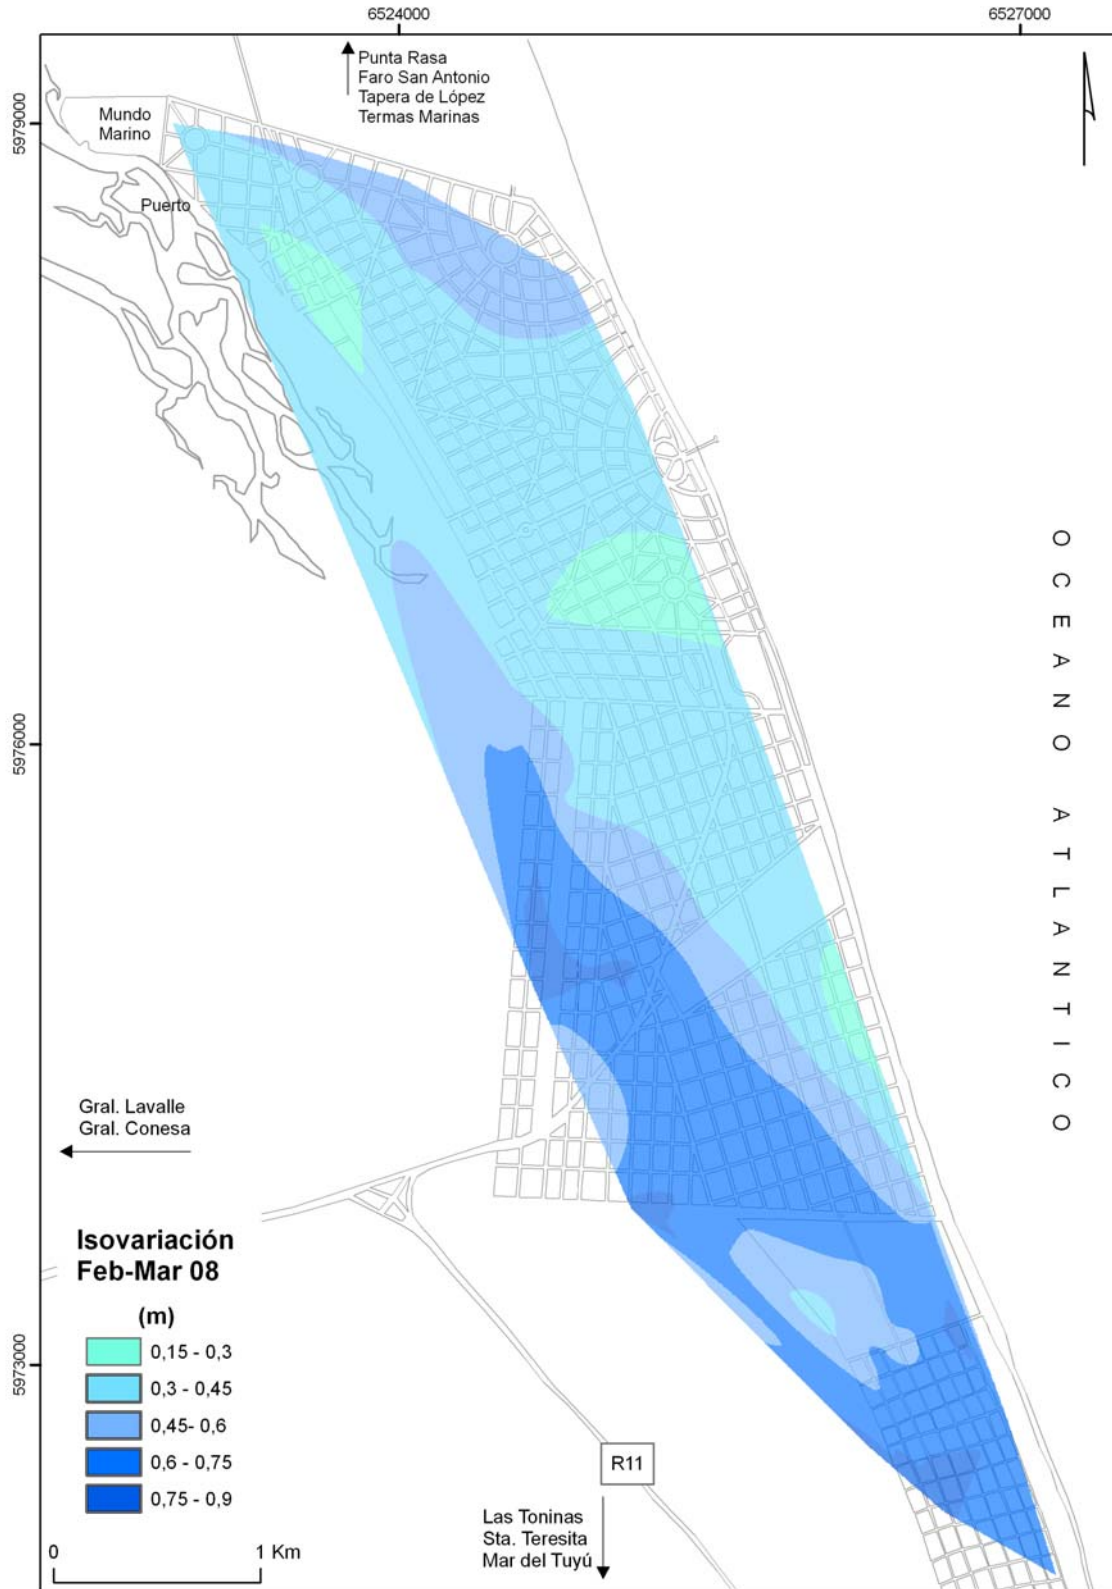 6524000
6527000
Punta Rasa
Faro San Antonio
Tapera de López
Termas Marinas
5979000
Mundo
Marino
Puerto
OCEANO ATLANTICO
5976000
Gral. Lavalle
Gral. Conesa
Isovariación
Feb-Mar 08
(m)
0,15 - 0,3
0,3 - 0,45
0,45- 0,6
0,6 - 0,75
0,75 - 0,9
5973000
R11
Las Toninas
Sta. Teresita
Mar del Tuyú
0 1 Km